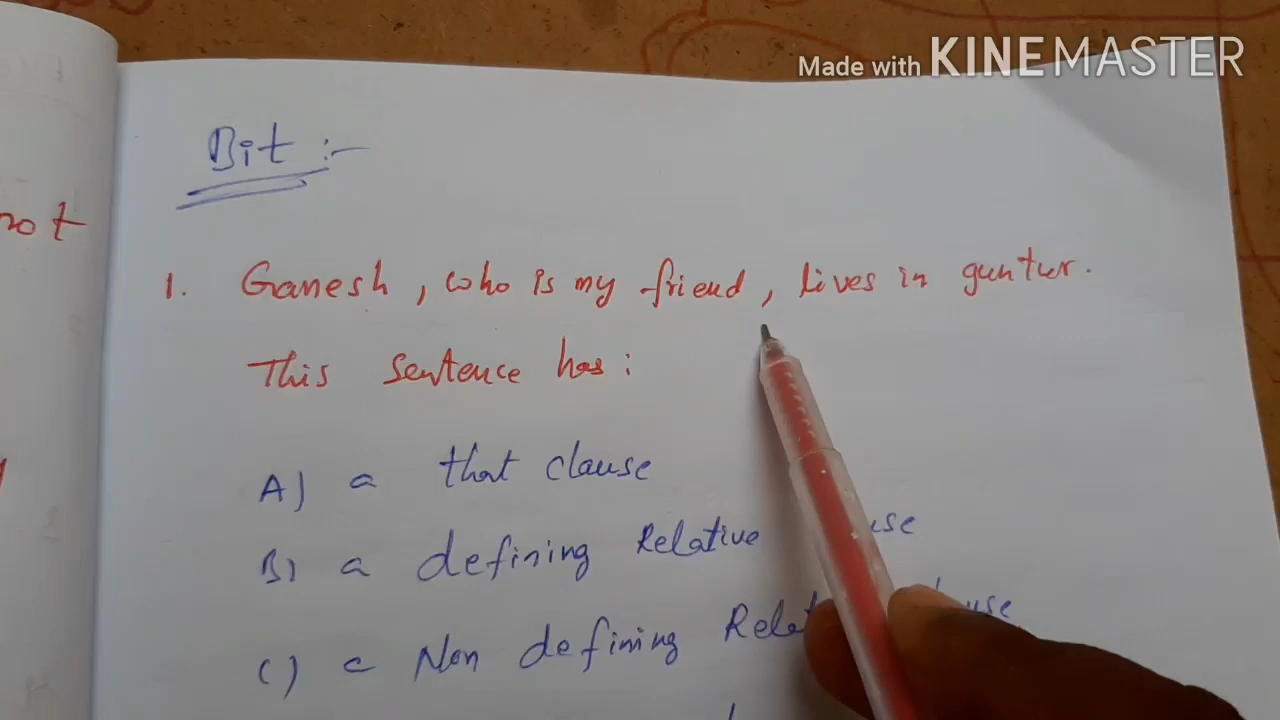 Made with KINEMASTER
not
Bit :-
1. Ganesh, who is my friend, lives in guntur.
This sentence has :
A) a that clause
B) a defining Relative
C) a Non defining